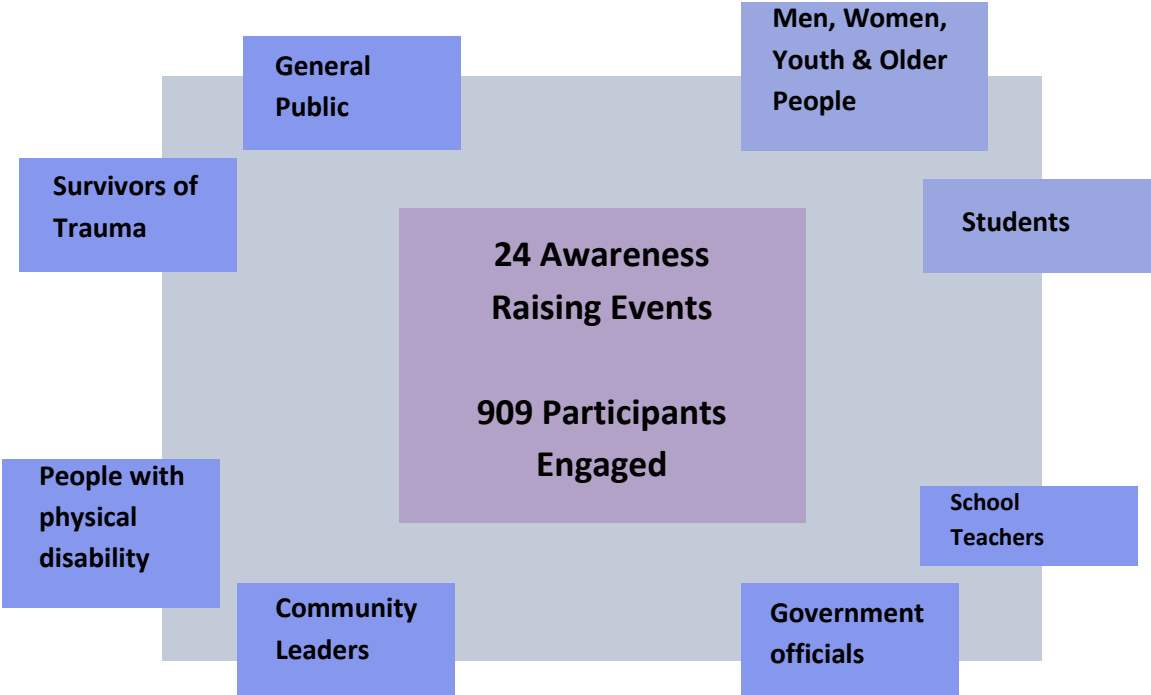 General
Public
Men, Women,
Youth & Older
People
Survivors of
Trauma
Students
24 Awareness
Raising Events
909 Participants
Engaged
People with
physical
disability
School
Teachers
Community
Leaders
Government
officials